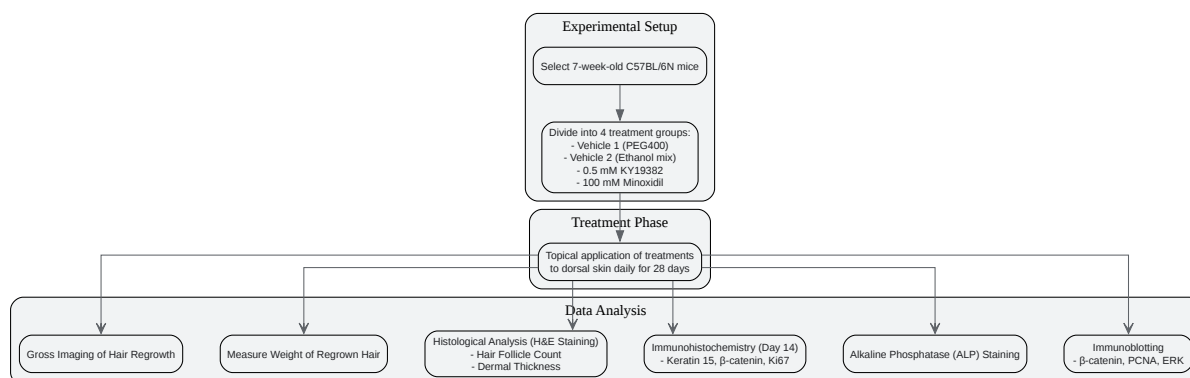 Experimental Setup
Select 7-week-old C57BL/6N mice
Divide into 4 treatment groups:
- Vehicle 1 (PEG400)
- Vehicle 2 (Ethanol mix)
- 0.5 mM KY19382
- 100 mM Minoxidil
Treatment Phase
Topical application of treatments
to dorsal skin daily for 28 days
Data Analysis
Gross Imaging of Hair Regrowth
Measure Weight of Regrown Hair
Histological Analysis (H&E Staining)
- Hair Follicle Count
- Dermal Thickness
Immunohistochemistry (Day 14)
- Keratin 15, β-catenin, Ki67
Alkaline Phosphatase (ALP) Staining
Immunoblotting
- β-catenin, PCNA, ERK